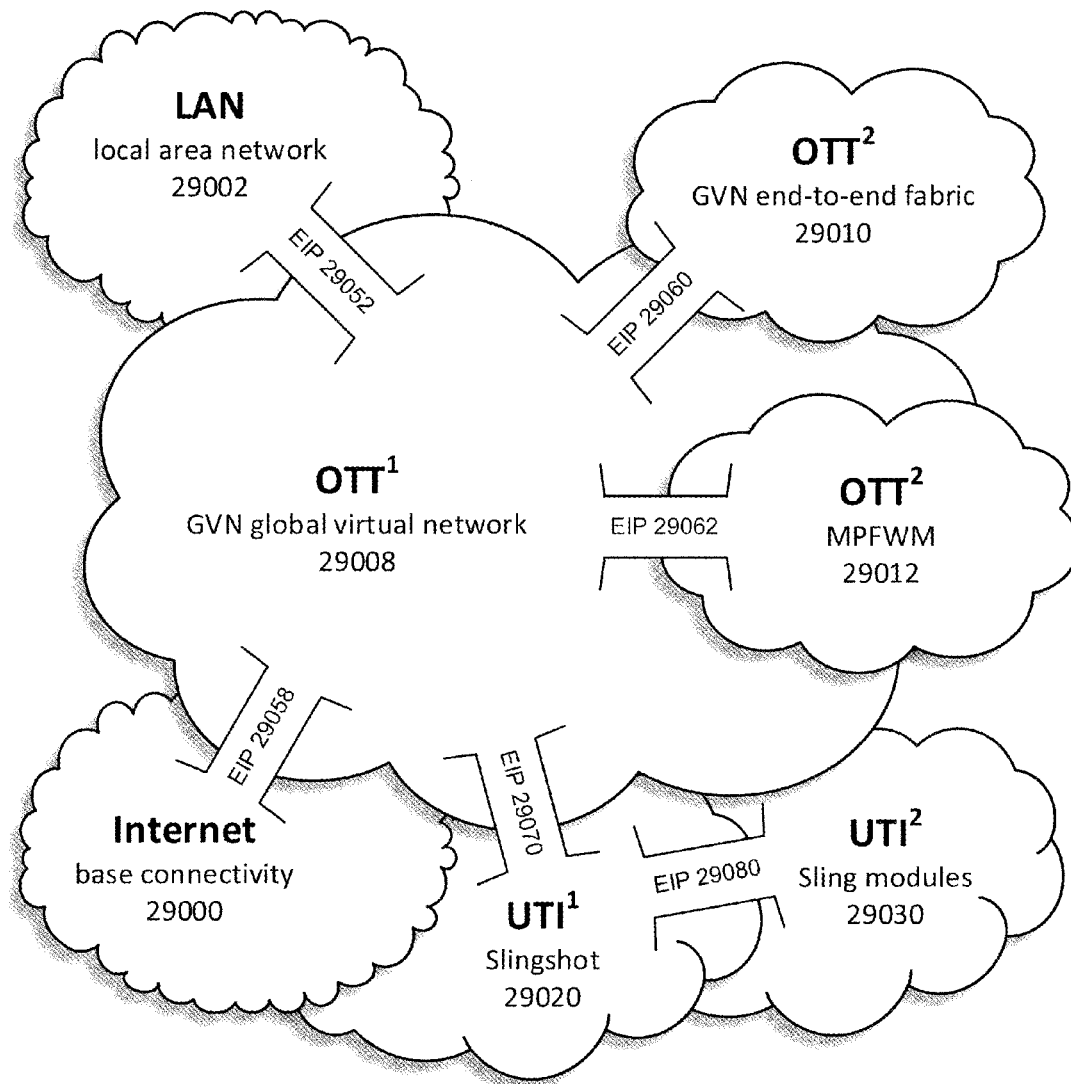 LAN
local area network
29002
OTT²
GVN end-to-end fabric
29010
EIP 29052
EIP 29060
OTT¹
GVN global virtual network
29008
EIP 29062
OTT²
MPFWM
29012
EIP 29058
EIP 29070
Internet
base connectivity
29000
EIP 29080
UTI²
Sling modules
29030
UTI¹
Slingshot
29020